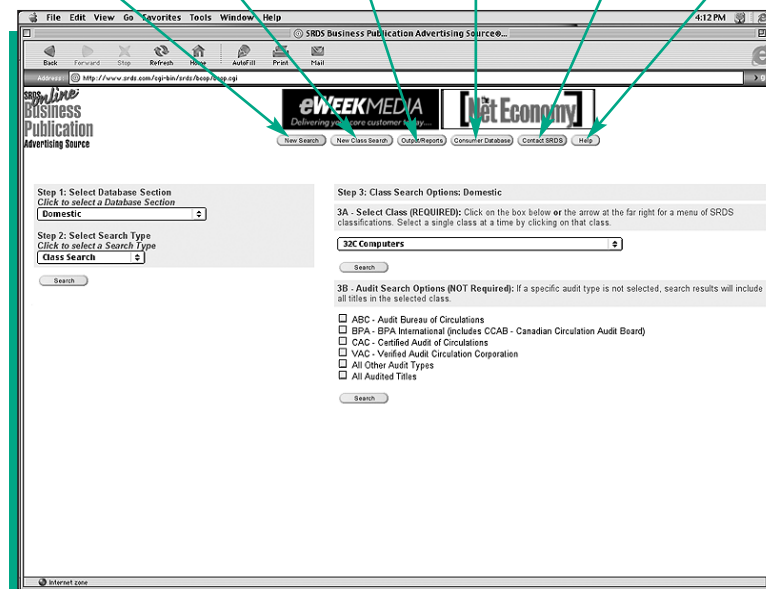 File Edit View Go Favorites Tools Window Help
4:12 PM
SRDS Business Publication Advertising Source®...
Back Forward Stop Refresh Home AutoFill Print Mail
Address: http://www.srds.com/cgi-bin/srds/bcop/bcop.cgi
SRDS online
Business
Publication
Advertising Source
eWEEK MEDIA
Delivering your core customer today....
the Net Economy
New Search
New Class Search
Output/Reports
Consumer Database
Contact SRDS
Help
Step 1: Select Database Section
Click to select a Database Section
Domestic
Step 2: Select Search Type
Click to select a Search Type
Class Search
Search
Step 3: Class Search Options: Domestic
3A - Select Class (REQUIRED): Click on the box below or the arrow at the far right for a menu of SRDS
classifications. Select a single class at a time by clicking on that class.
32C Computers
Search
3B - Audit Search Options (NOT Required): If a specific audit type is not selected, search results will include
all titles in the selected class.
ABC - Audit Bureau of Circulations
BPA - BPA International (includes CCAB - Canadian Circulation Audit Board)
CAC - Certified Audit of Circulations
VAC - Verified Audit Circulation Corporation
All Other Audit Types
All Audited Titles
Search
Internet zone